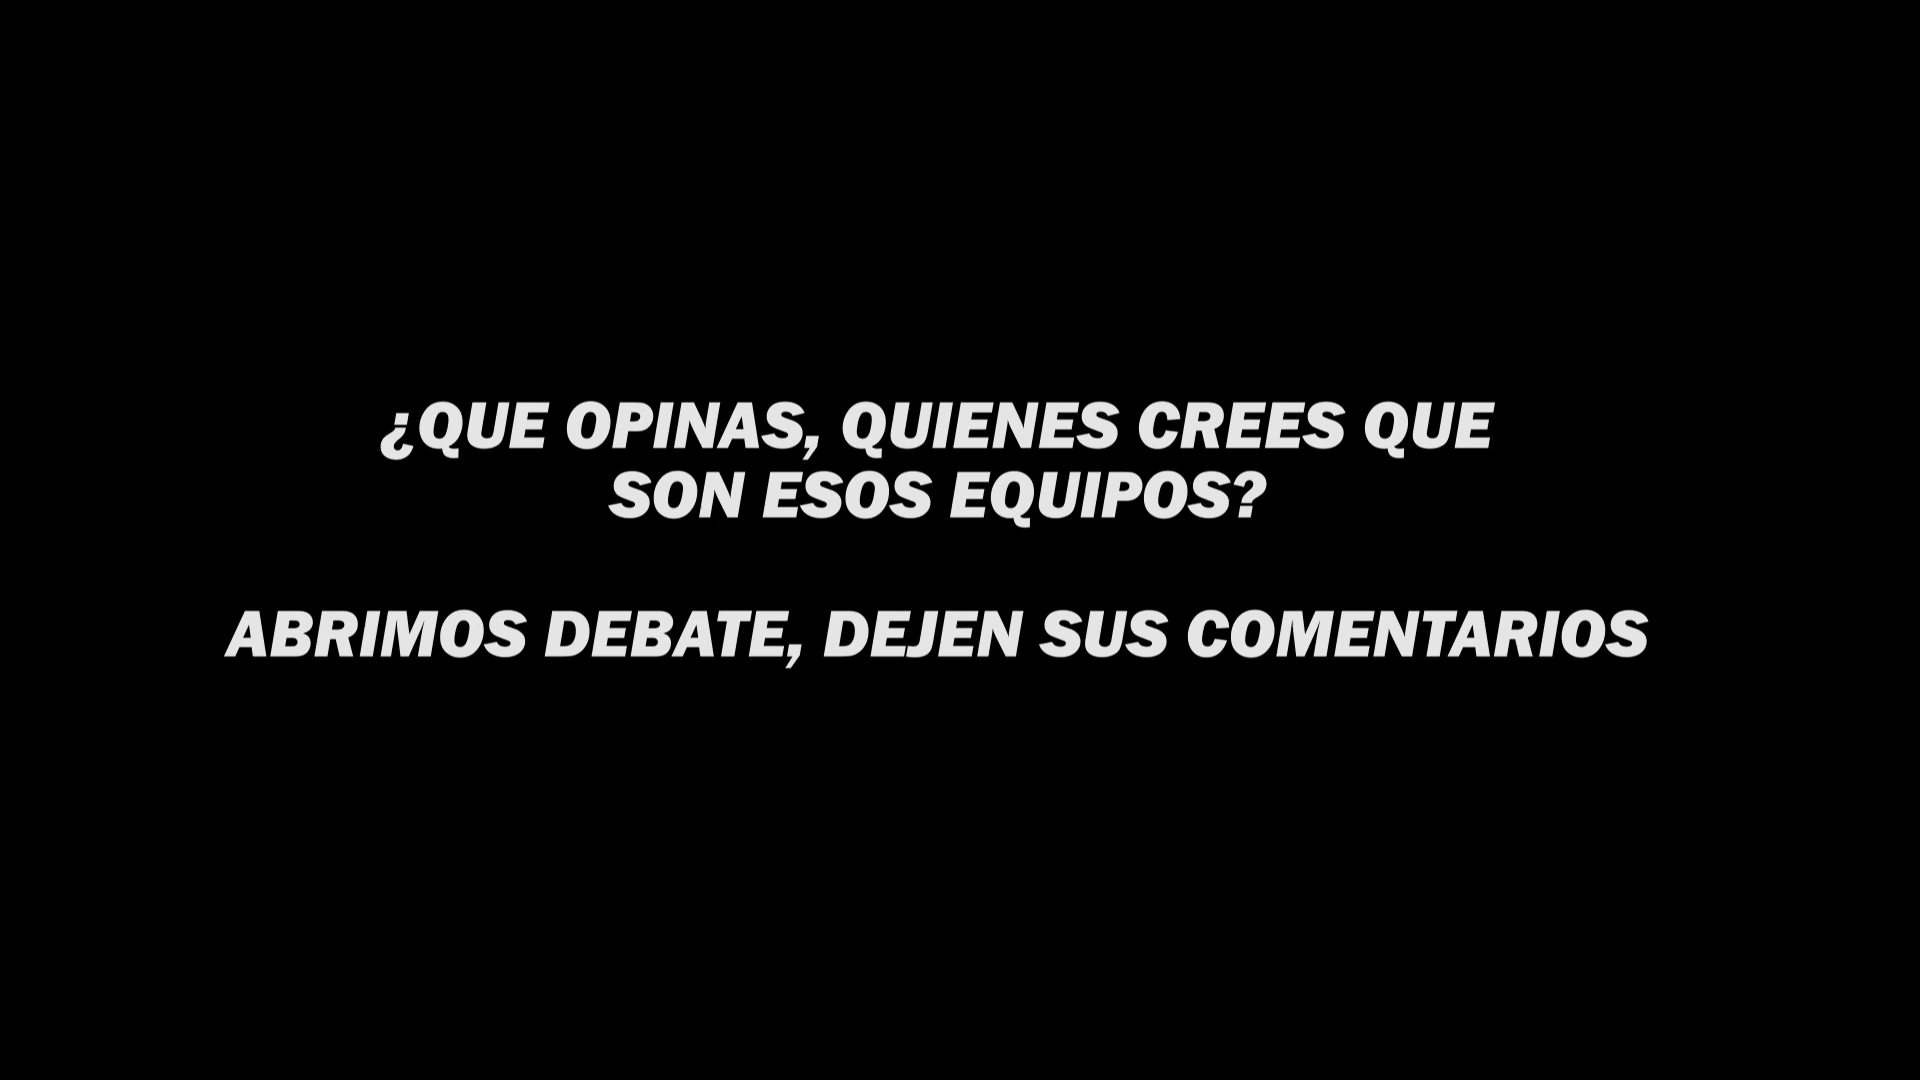 ¿QUE OPINAS, QUIENES CREES QUE
SON ESOS EQUIPOS?
ABRIMOS DEBATE, DEJEN SUS COMENTARIOS